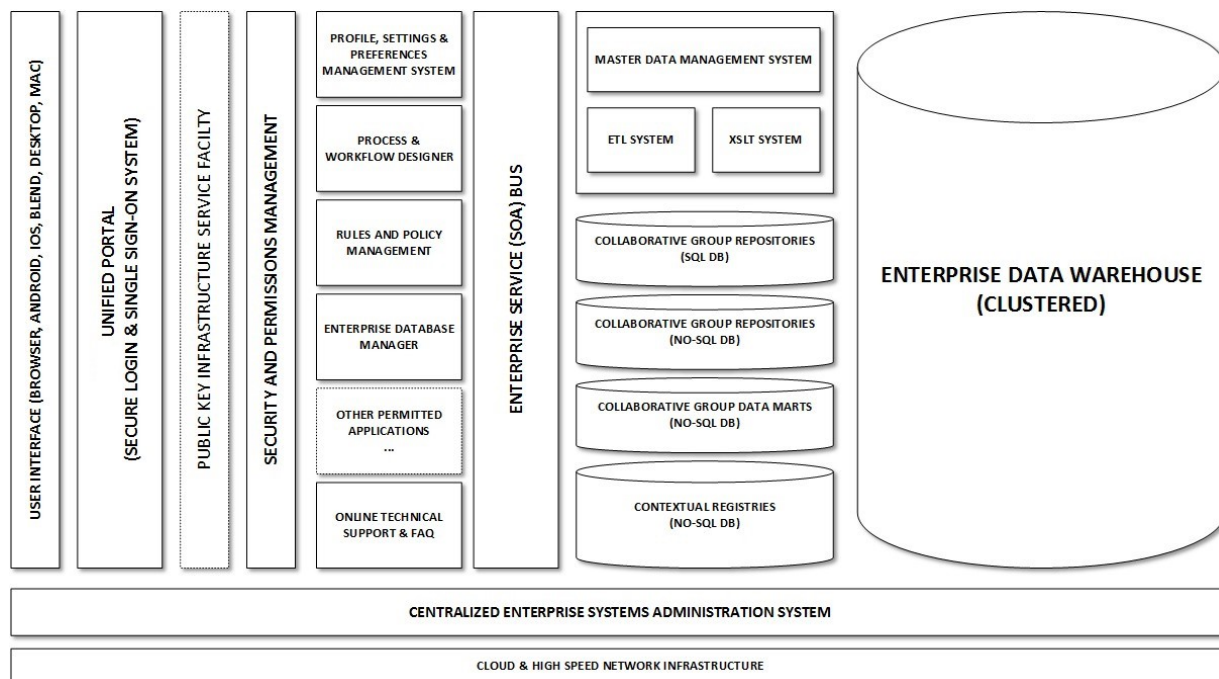 USER INTERFACE (BROWSER, ANDROID, IOS, BLEND, DESKTOP, MAC)
UNIFIED PORTAL
(SECURE LOGIN & SINGLE SIGN-ON SYSTEM)
PUBLIC KEY INFRASTRUCTURE SERVICE FACILTY
SECURITY AND PERMISSIONS MANAGEMENT
PROFILE, SETTINGS &
PREFERENCES
MANAGEMENT SYSTEM
PROCESS &
WORKFLOW DESIGNER
RULES AND POLICY
MANAGEMENT
ENTERPRISE DATABASE
MANAGER
OTHER PERMITTED
APPLICATIONS
...
ONLINE TECHNICAL
SUPPORT & FAQ
ENTERPRISE SERVICE (SOA) BUS
MASTER DATA MANAGEMENT SYSTEM
ETL SYSTEM
XSLT SYSTEM
COLLABORATIVE GROUP REPOSITORIES
(SQL DB)
COLLABORATIVE GROUP REPOSITORIES
(NO-SQL DB)
COLLABORATIVE GROUP DATA MARTS
(NO-SQL DB)
CONTEXTUAL REGISTRIES
(NO-SQL DB)
ENTERPRISE DATA WAREHOUSE
(CLUSTERED)
CENTRALIZED ENTERPRISE SYSTEMS ADMINISTRATION SYSTEM
CLOUD & HIGH SPEED NETWORK INFRASTRUCTURE